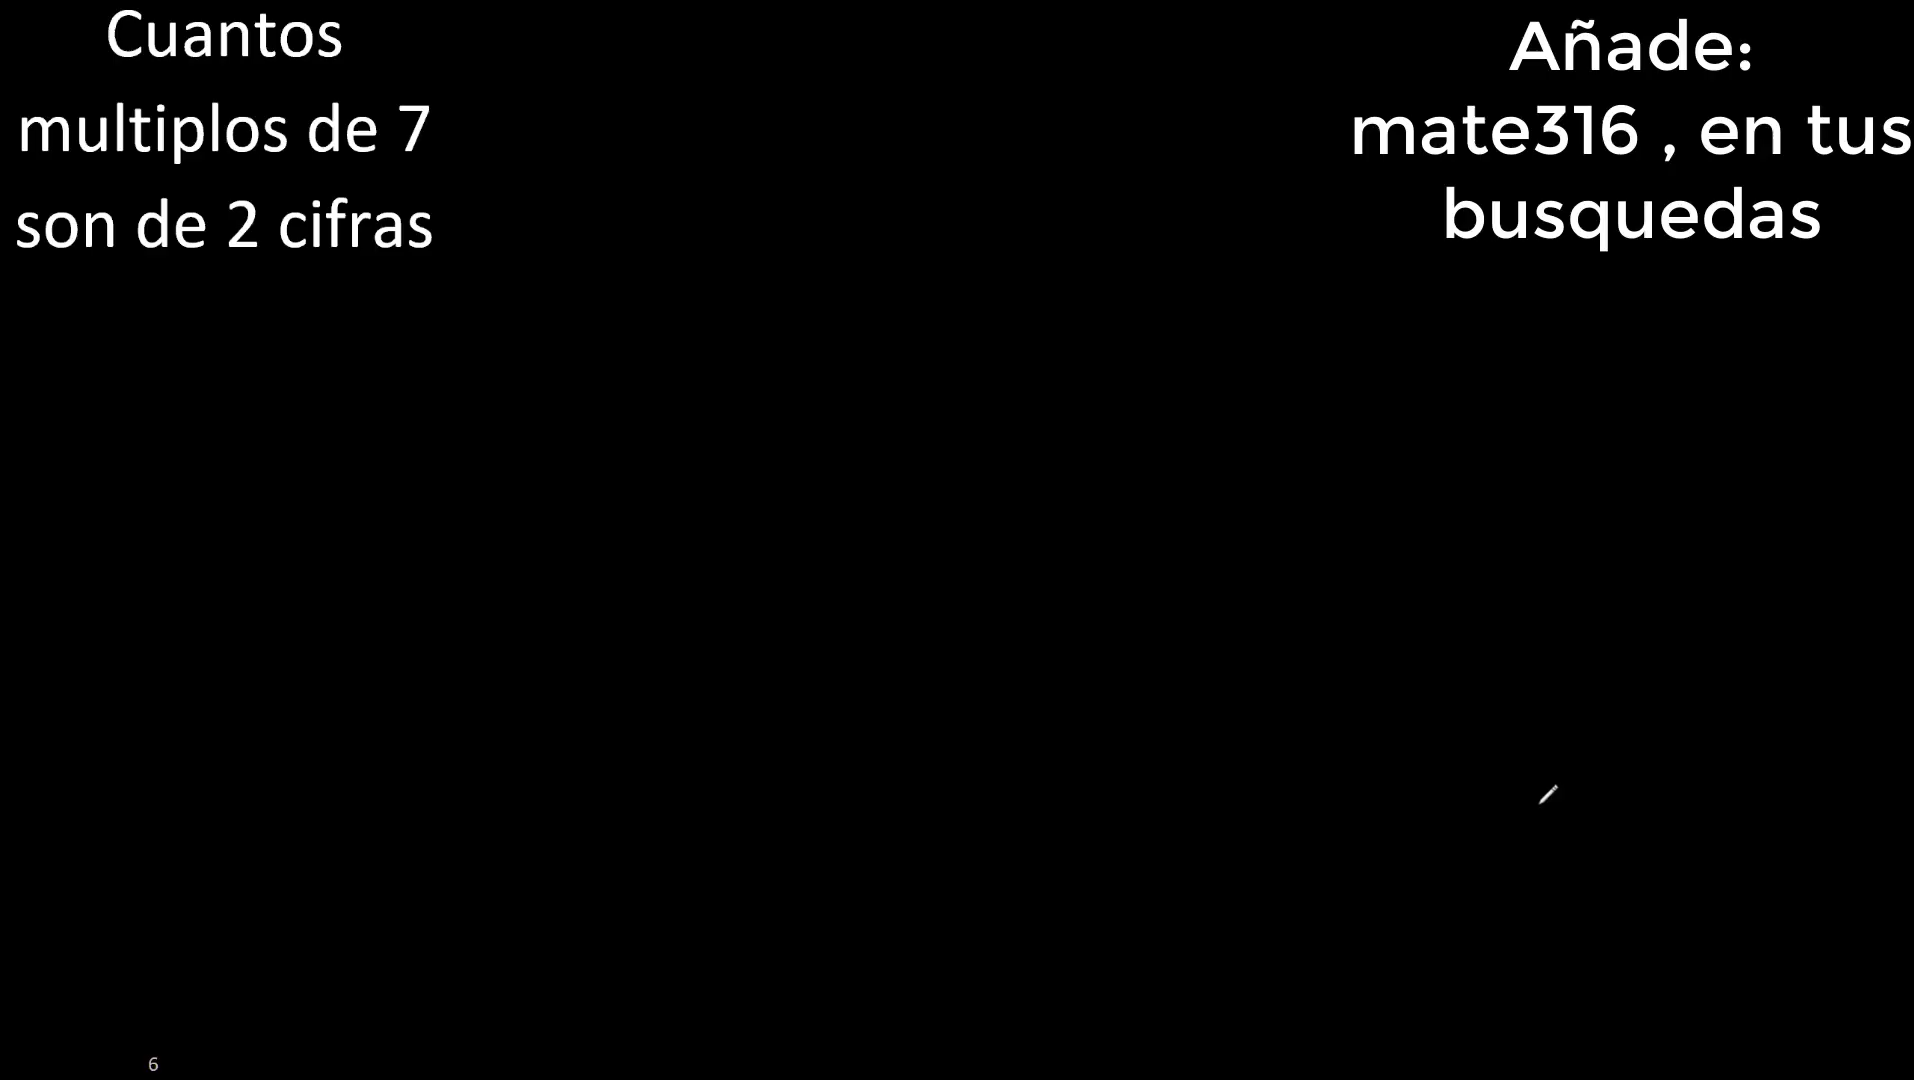 Cuantos
multiplos de 7
son de 2 cifras
Añade:
mate316 , en tus
busquedas
6